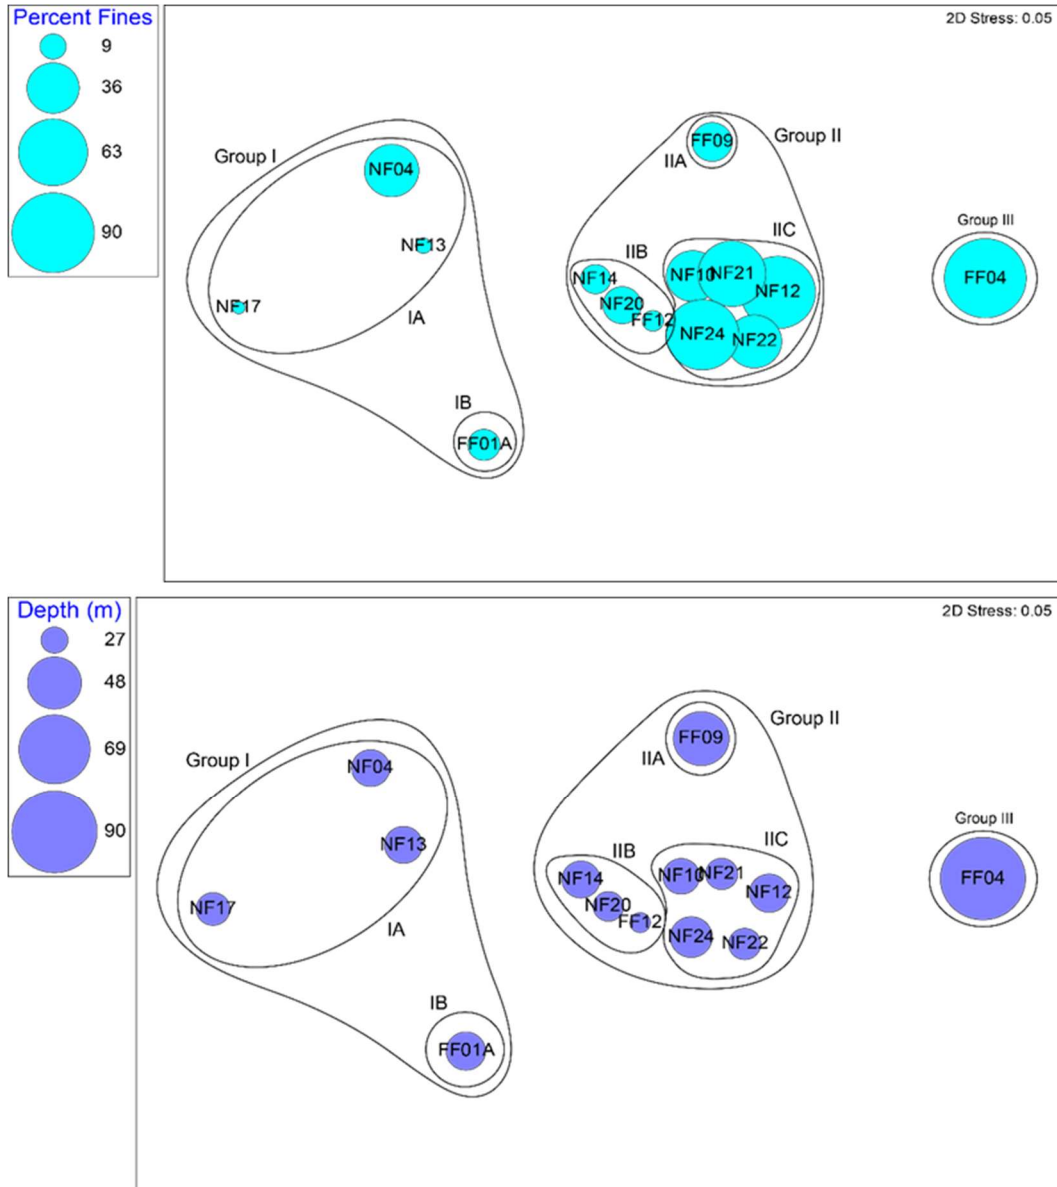 Percent Fines
9
36
63
90
2D Stress: 0.05
Group I
NF04
NF13
NF17
IA
IB
FF01A
Group II
FF09
IIA
IIC
IIB
NF14
NF10
NF21
NF12
NF20
FF12
NF24
NF22
Group III
FF04
Depth (m)
27
48
69
90
2D Stress: 0.05
Group I
NF04
NF13
NF17
IA
IB
FF01A
Group II
FF09
IIA
IIC
IIB
NF14
NF10
NF21
NF12
NF20
FF12
NF24
NF22
Group III
FF04